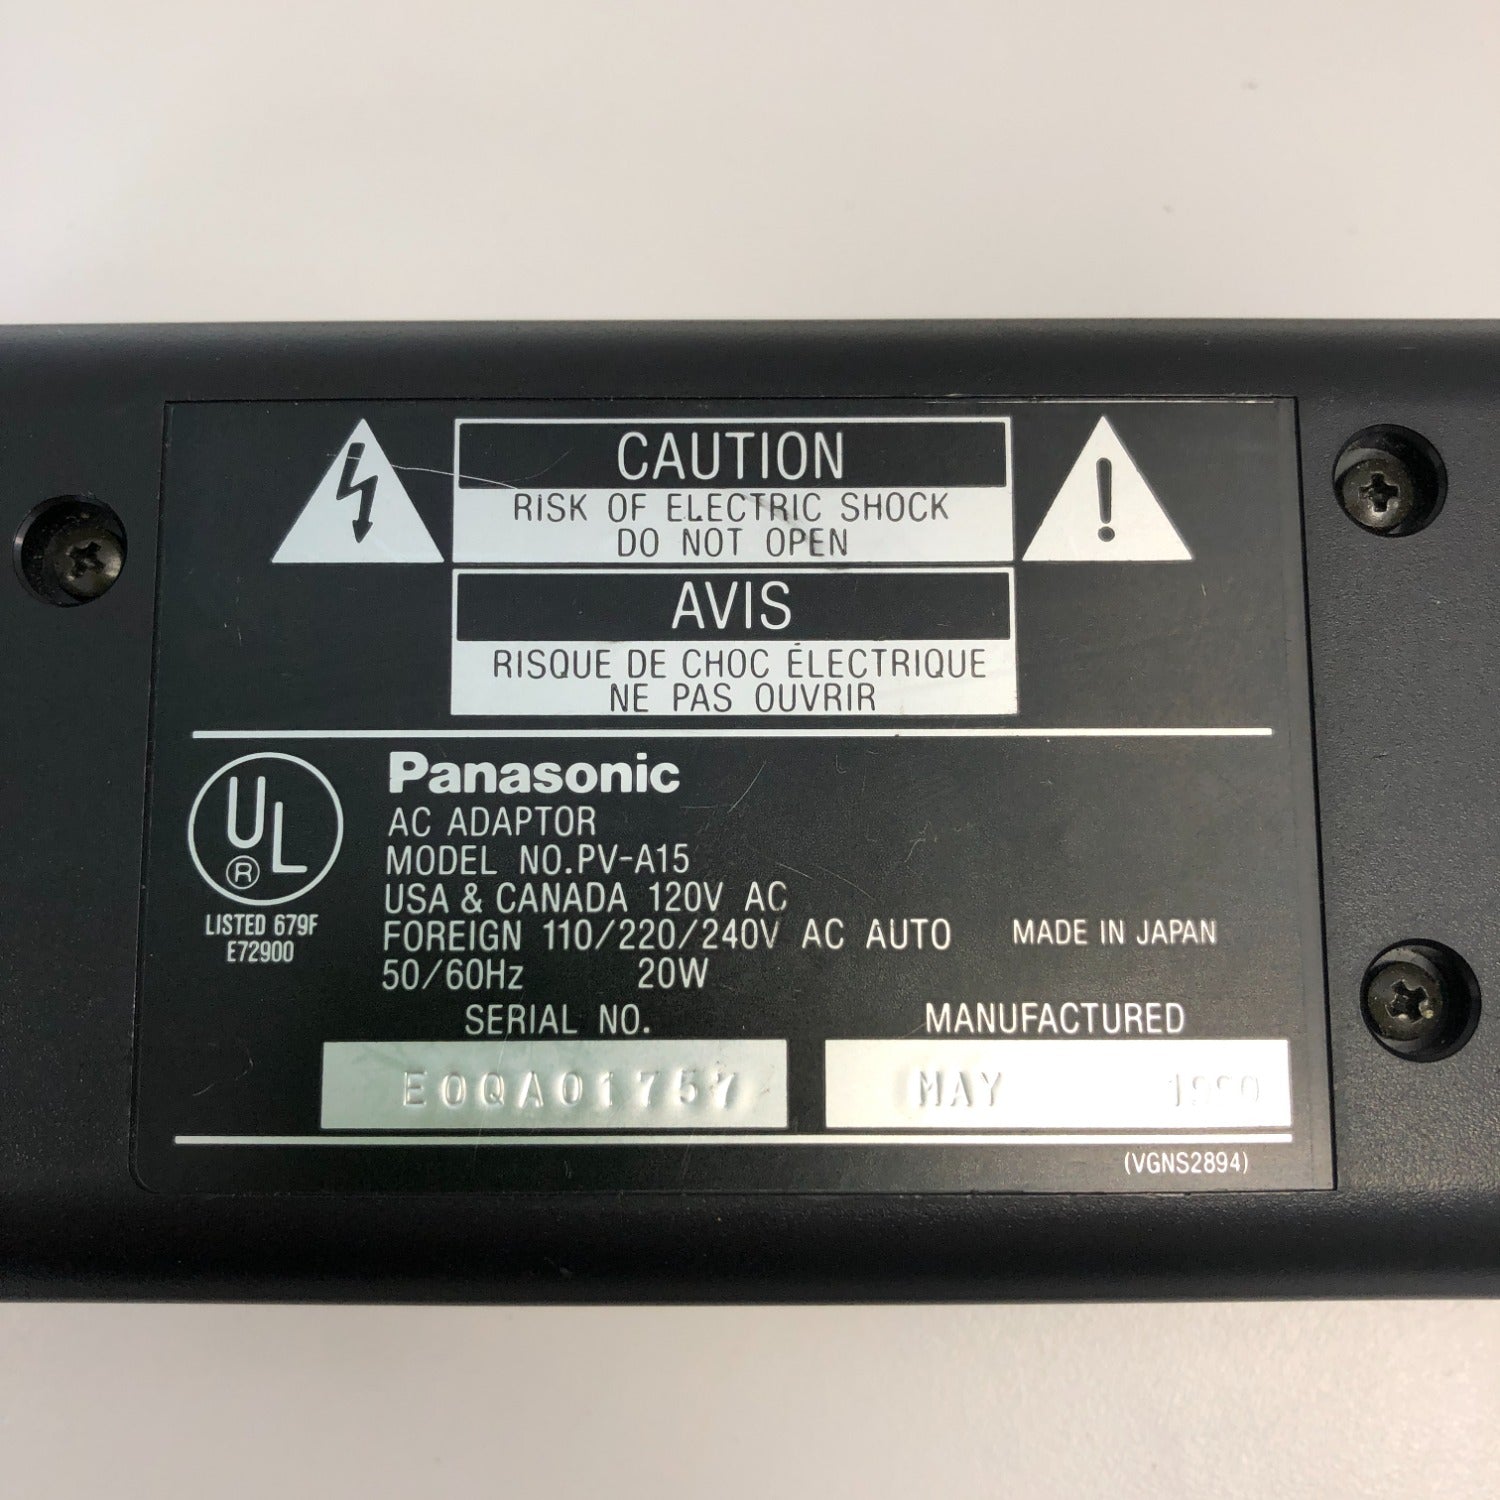 CAUTION
RISK OF ELECTRIC SHOCK
DO NOT OPEN
AVIS
RISQUE DE CHOC ÉLECTRIQUE
NE PAS OUVRIR
UL
®
LISTED 679F
E72900
Panasonic
AC ADAPTOR
MODEL NO.PV-A15
USA & CANADA 120V AC
FOREIGN 110/220/240V AC AUTO MADE IN JAPAN
50/60Hz 20W
SERIAL NO. MANUFACTURED
E0QA01757 MAY 1990
(VGNS2894)